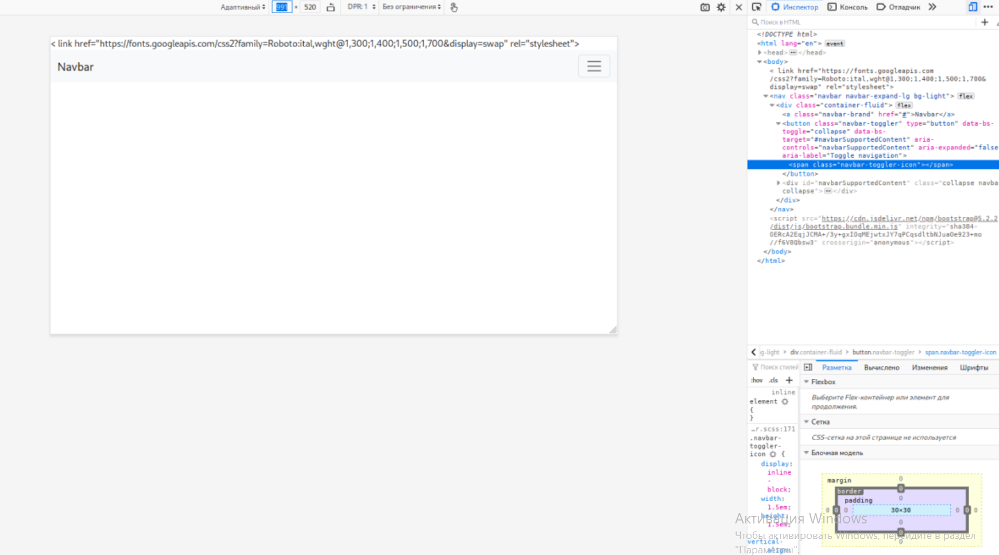 Адаптивный 991 × 520 DPR: 1 Без ограничения
Инспектор Консоль Отладчик
Поиск в HTML
< link href="https://fonts.googleapis.com/css2?family=Roboto:ital,wght@1,300;1,400;1,500;1,700&display=swap" rel="stylesheet">
Navbar
<!DOCTYPE html>
<html lang="en"> event
<head> ••• </head>
<body>
< link href="https://fonts.googleapis.com
/css2?family=Roboto:ital,wght@1,300;1,400;1,500;1,700&
display=swap" rel="stylesheet">
<nav class="navbar navbar-expand-lg bg-light"> flex
<div class="container-fluid"> flex
<a class="navbar-brand" href="#">Navbar</a>
<button class="navbar-toggler" type="button" data-bs-
toggle="collapse" data-bs-
target="#navbarSupportedContent" aria-
controls="navbarSupportedContent" aria-expanded="false
aria-label="Toggle navigation">
<span class="navbar-toggler-icon"></span>
</button>
<div id="navbarSupportedContent" class="collapse navba
collapse"> ••• </div>
</div>
</nav>
<script src="https://cdn.jsdelivr.net/npm/bootstrap@5.2.2
/dist/js/bootstrap.bundle.min.js" integrity="sha384-
OERcA2EqjJCMA+/3y+gxIOqMEjwtxJY7qPCqsdltbNJuaOe923+mo
//f6V8Qbsw3" crossorigin="anonymous"></script>
</body>
</html>
g-light > div.container-fluid > button.navbar-toggler > span.navbar-toggler-icon
Поиск стилей
Разметка Вычислено Изменения Шрифты
:hov .cls +
Flexbox
Выберите Flex-контейнер или элемент для
продолжения.
Сетка
CSS-сетка на этой странице не используется
Блочная модель
inline
element {
}
…r.scss:171
.navbar-
toggler-
icon {
display:
inline
-
block;
width:
1.5em;
height:
1.5em;
vertical-
align:
margin 0
border 0
padding 0
0 0 0 30×30 0 0 0
0
0
0
Активация Windows
Чтобы активировать Windows, перейдите в раздел
"Параметры".